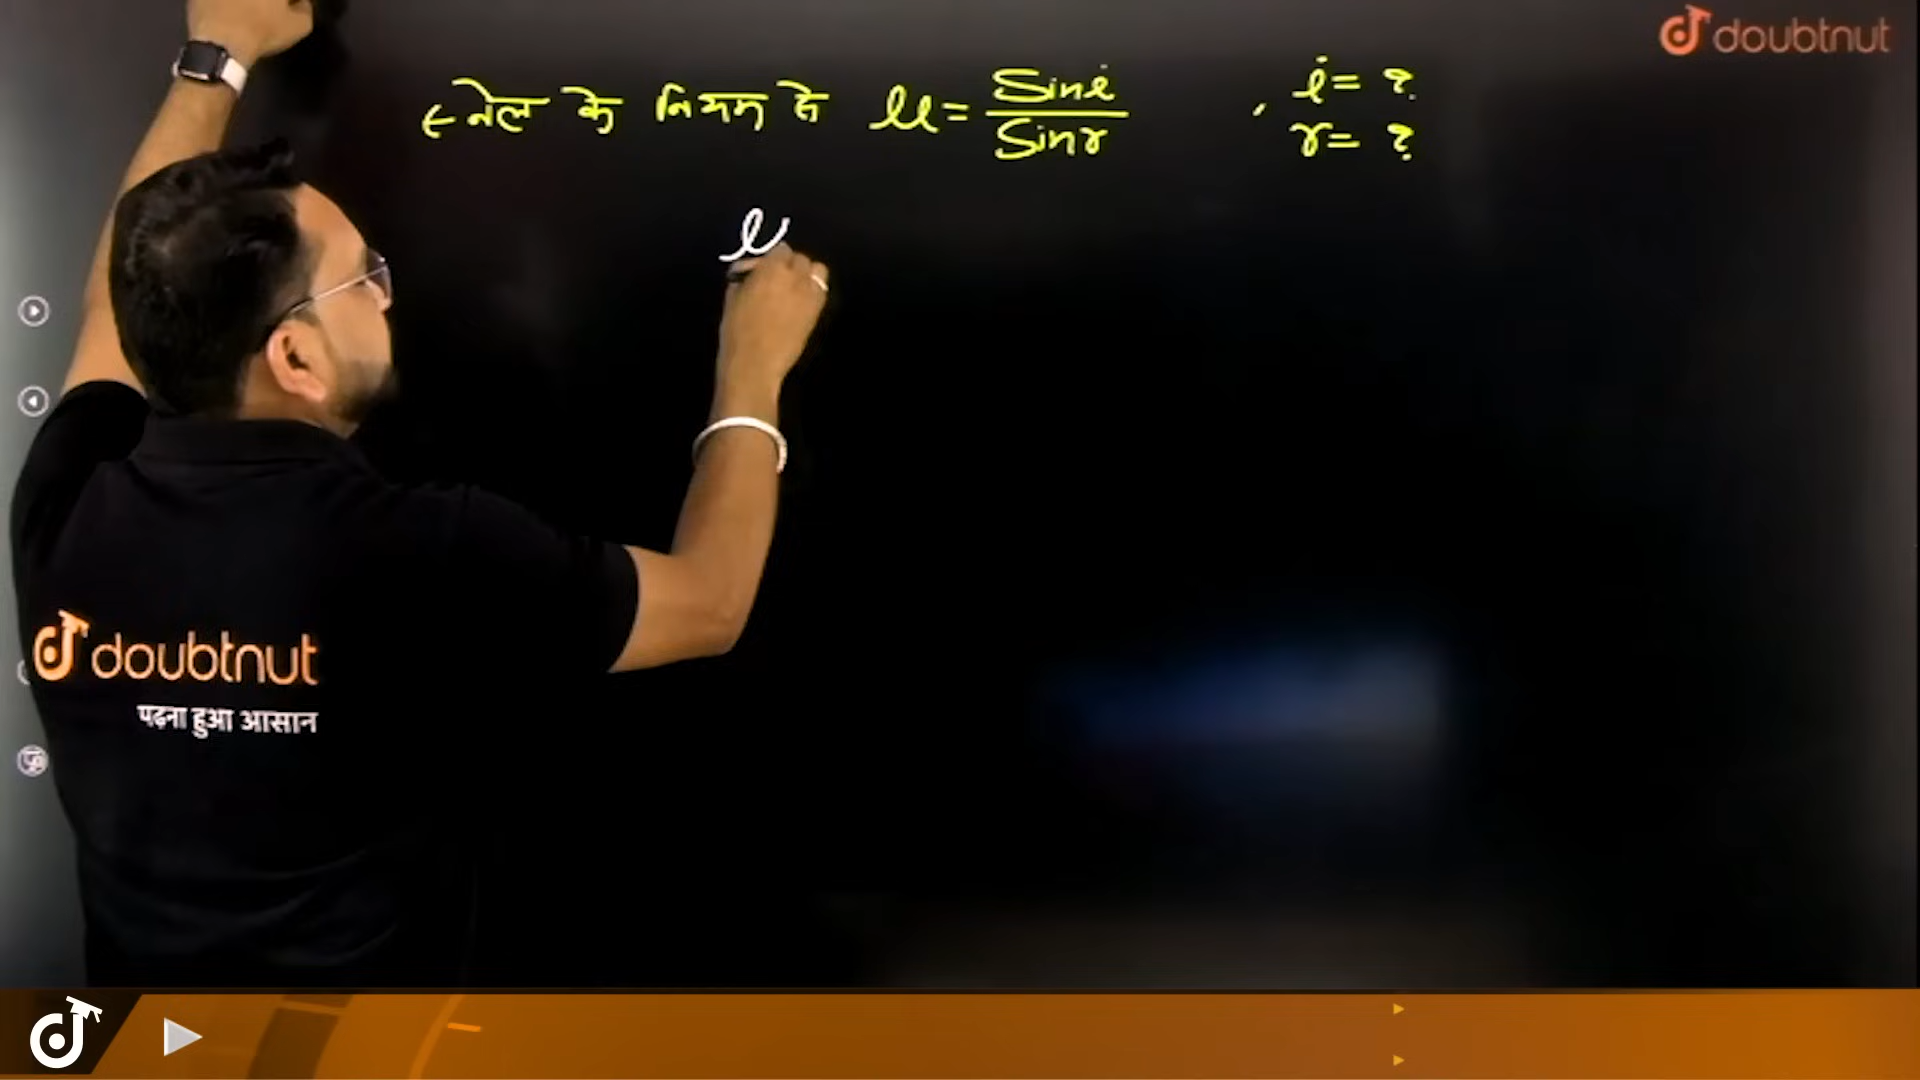 doubtnut
स्नेल के नियम से μ = Sin i / Sin r , i = ?
r = ?
μ
doubtnut
पढ़ना हुआ आसान